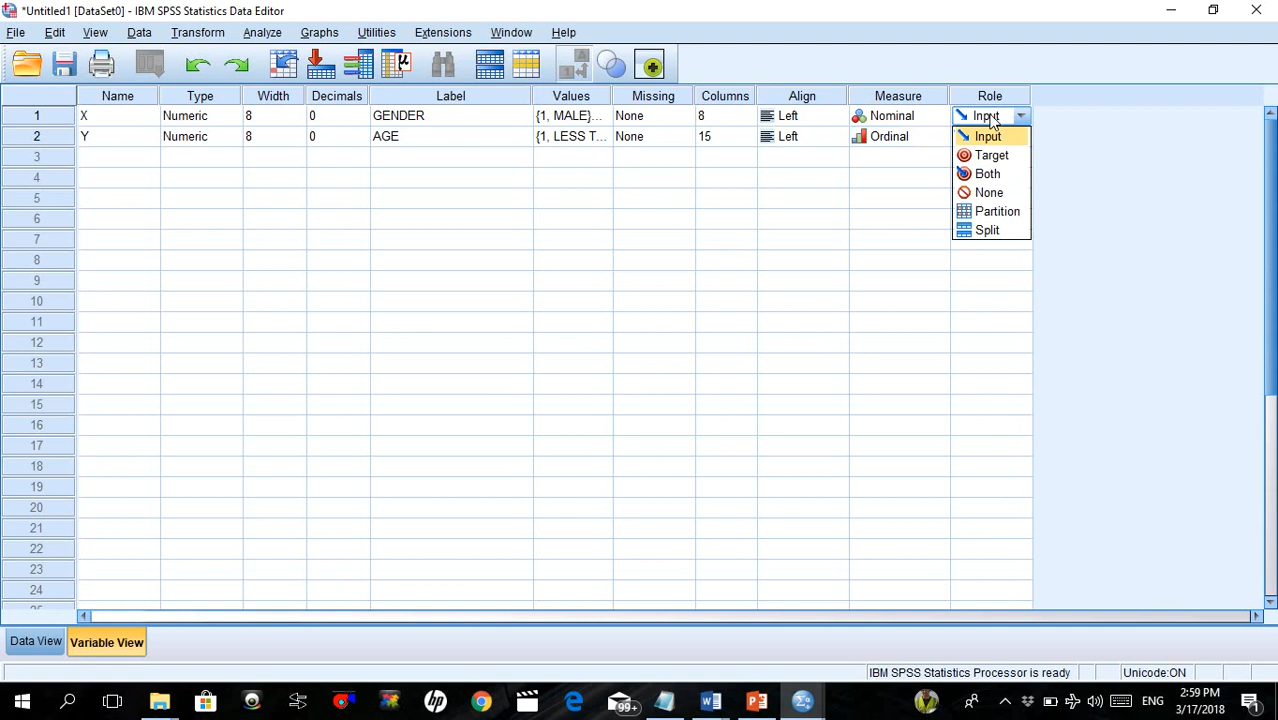 *Untitled1 [DataSet0] - IBM SPSS Statistics Data Editor
File Edit View Data Transform Analyze Graphs Utilities Extensions Window Help
Name Type Width Decimals Label Values Missing Columns Align Measure Role
1 X Numeric 8 0 GENDER {1, MALE}... None 8 Left Nominal Input
2 Y Numeric 8 0 AGE {1, LESS T... None 15 Left Ordinal Input
3 Target
4 Both
5 None
6 Partition
7 Split
8
9
10
11
12
13
14
15
16
17
18
19
20
21
22
23
24
Data View Variable View
IBM SPSS Statistics Processor is ready Unicode:ON
99+ ENG 2:59 PM
3/17/2018 1